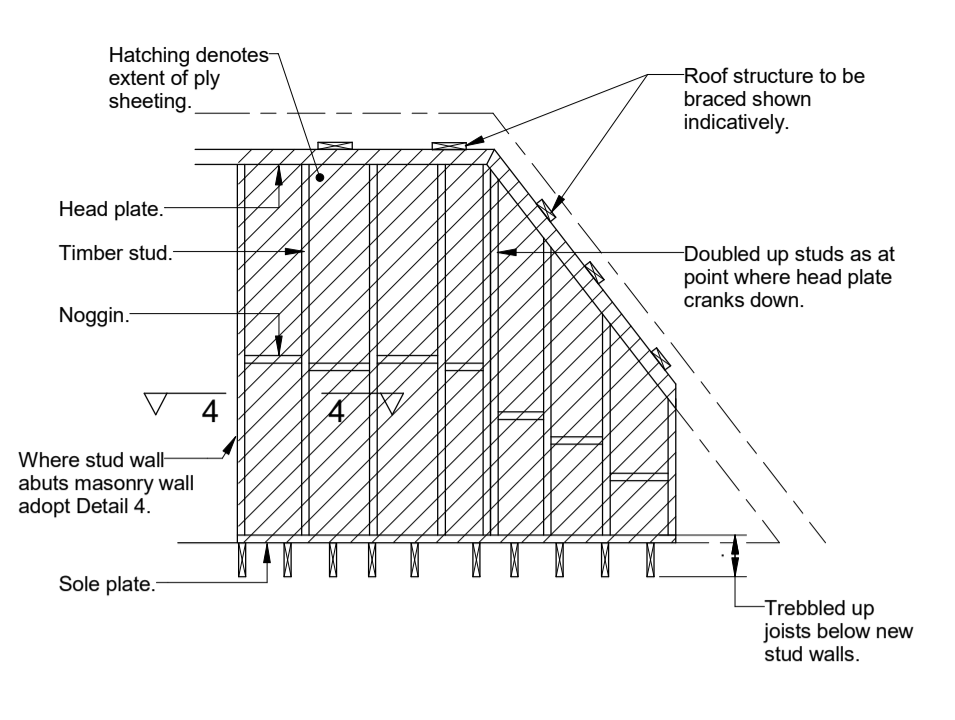 Hatching denotes
extent of ply
sheeting.
Roof structure to be
braced shown
indicatively.
Head plate.
Timber stud.
Doubled up studs as at
point where head plate
cranks down.
Noggin.
4
4
Where stud wall
abuts masonry wall
adopt Detail 4.
Sole plate.
Trebbled up
joists below new
stud walls.